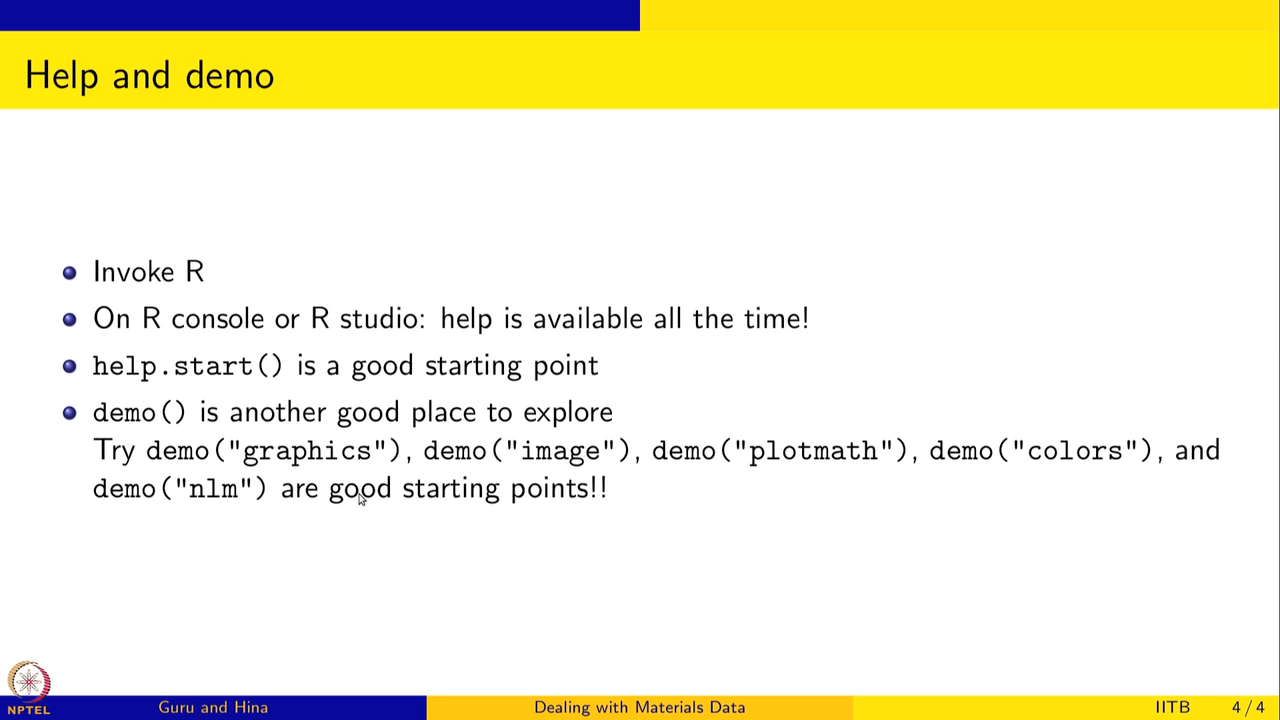 Help and demo
Invoke R
On R console or R studio: help is available all the time!
help.start() is a good starting point
demo() is another good place to explore
Try demo("graphics"), demo("image"), demo("plotmath"), demo("colors"), and
demo("nlm") are good starting points!!
NPTEL
Guru and Hina
Dealing with Materials Data
IITB
4 / 4